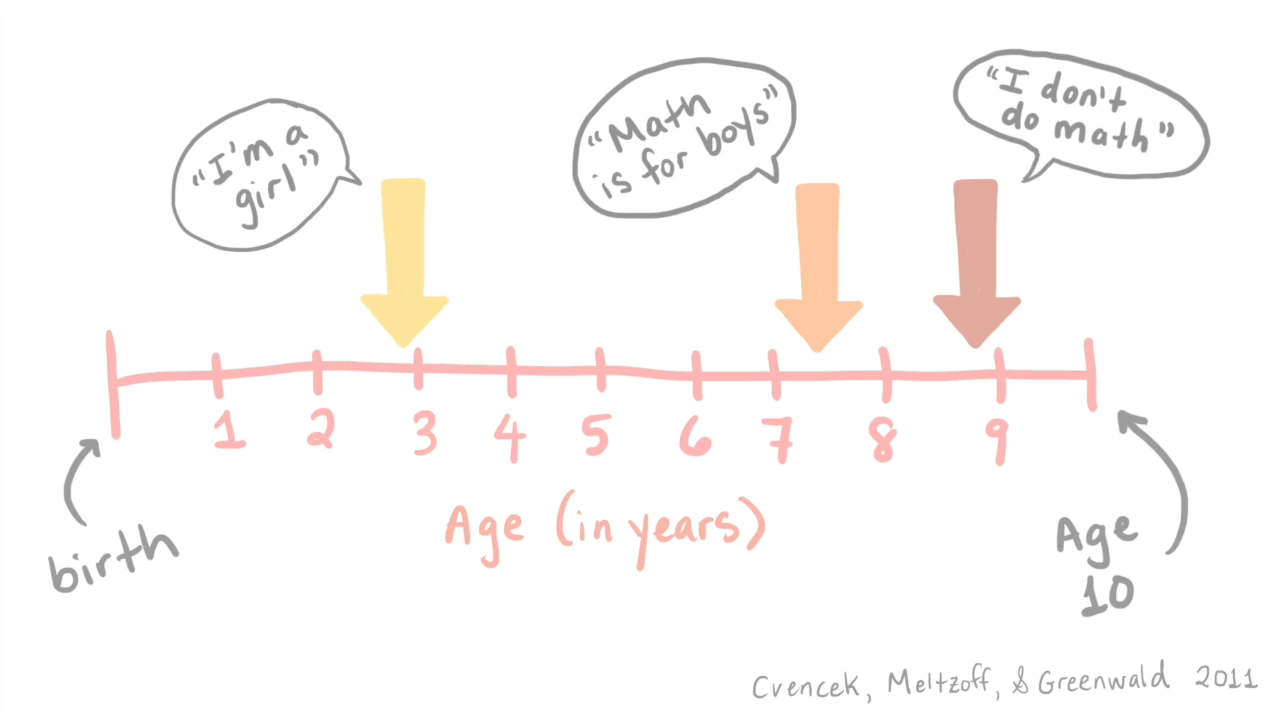 "I'm a
girl"
"Math
is for boys"
"I don't
do math"
1 2 3 4 5 6 7 8 9
Age (in years)
birth
Age
10
Cvencek, Meltzoff, & Greenwald 2011